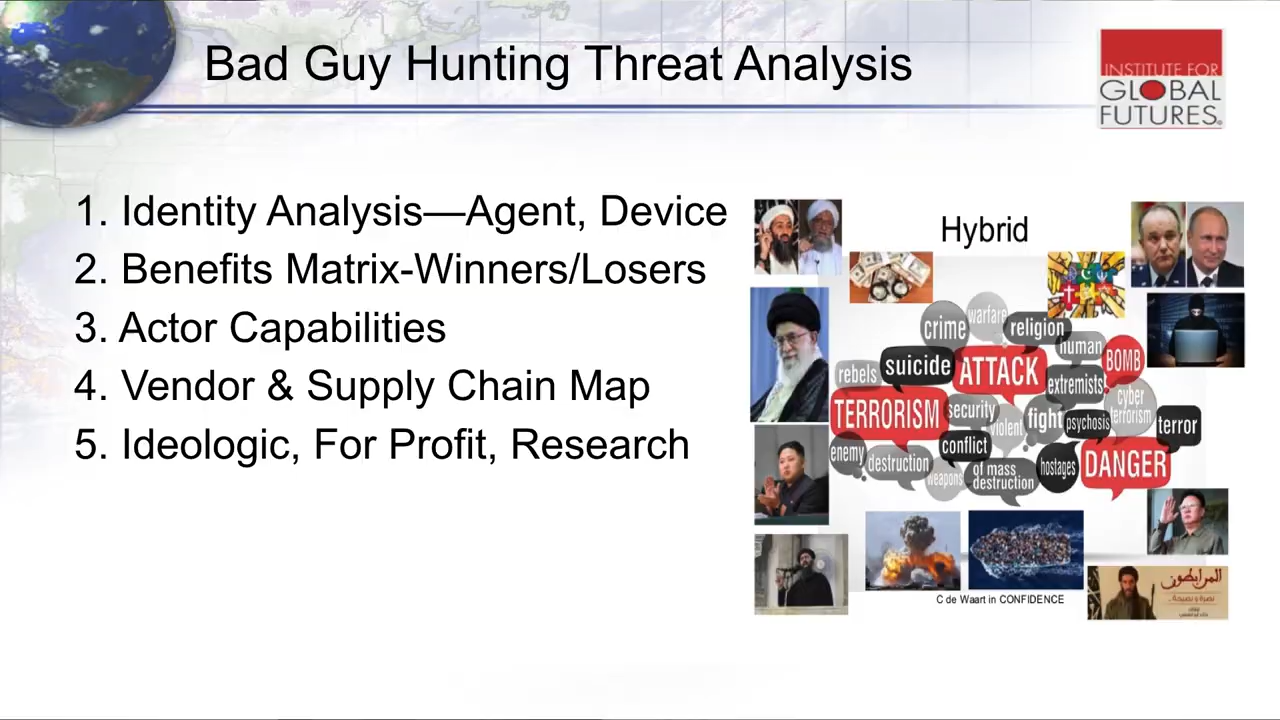 Bad Guy Hunting Threat Analysis
INSTITUTE FOR
GLOBAL
FUTURES®
1. Identity Analysis—Agent, Device
2. Benefits Matrix-Winners/Losers
3. Actor Capabilities
4. Vendor & Supply Chain Map
5. Ideologic, For Profit, Research
Hybrid
crime
warfare
religion
human
BOMB
rebels
suicide
ATTACK
extremists
cyber
terrorism
TERRORISM
security
violent
fight
psychosis
terror
enemy
destruction
conflict
weapons
of mass
destruction
hostages
DANGER
المرابطون
C de Waart in CONFIDENCE